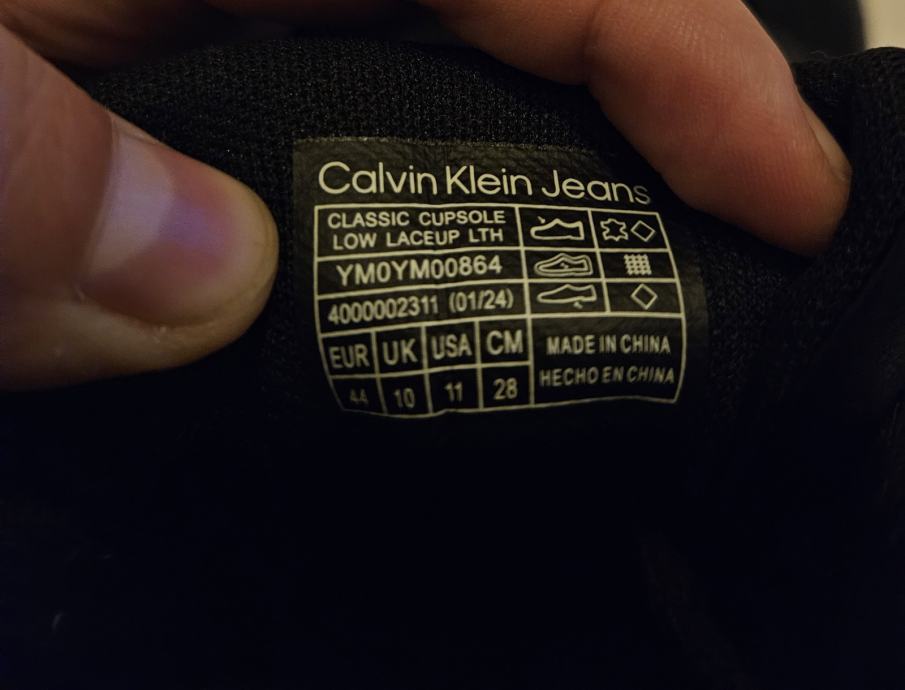 Calvin Klein Jeans
CLASSIC CUPSOLE
LOW LACEUP LTH
YM0YM00864
4000002311 (01/24)
EUR UK USA CM
44 10 11 28
MADE IN CHINA
HECHO EN CHINA